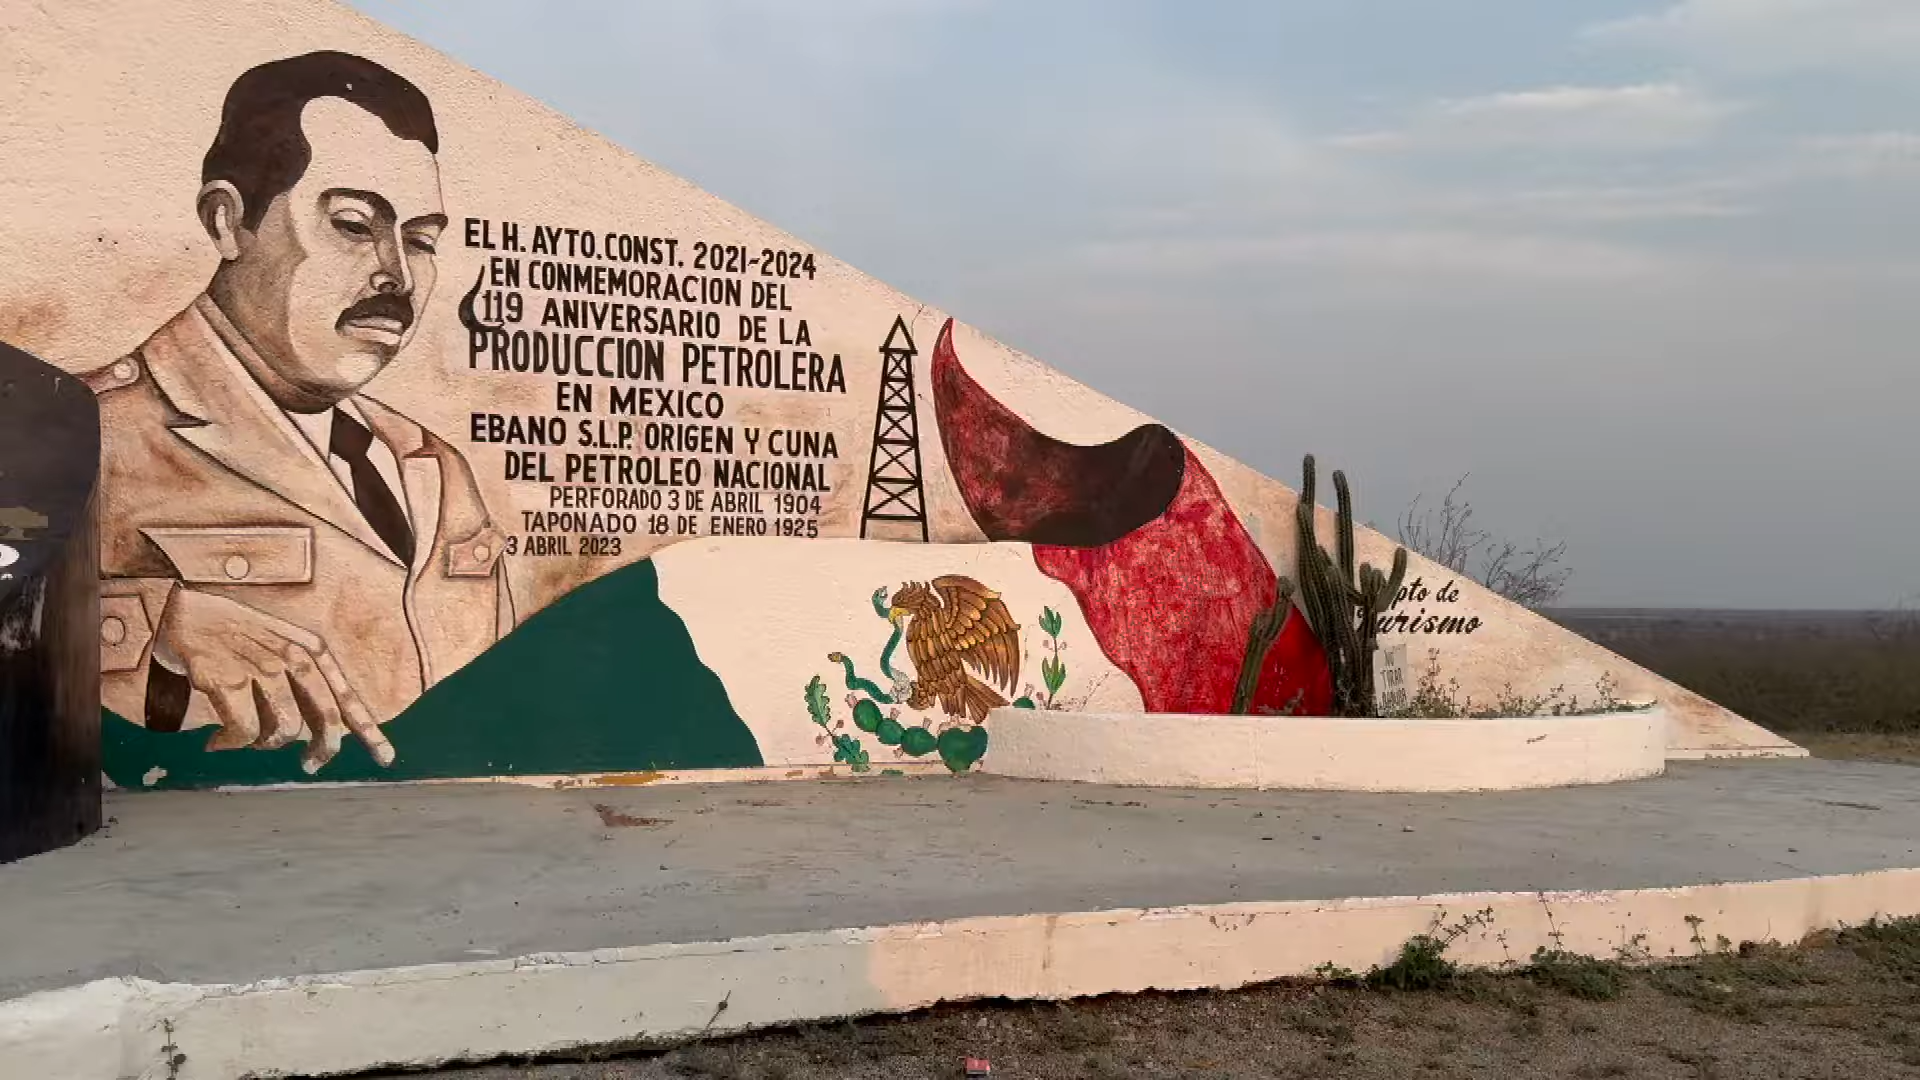 EL H. AYTO. CONST. 2021-2024
EN CONMEMORACION DEL
119 ANIVERSARIO DE LA
PRODUCCION PETROLERA
EN MEXICO
EBANO S.L.P. ORIGEN Y CUNA
DEL PETROLEO NACIONAL
PERFORADO 3 DE ABRIL 1904
TAPONADO 18 DE ENERO 1925
3 ABRIL 2023
pto de
Turismo
NO
TIRAR